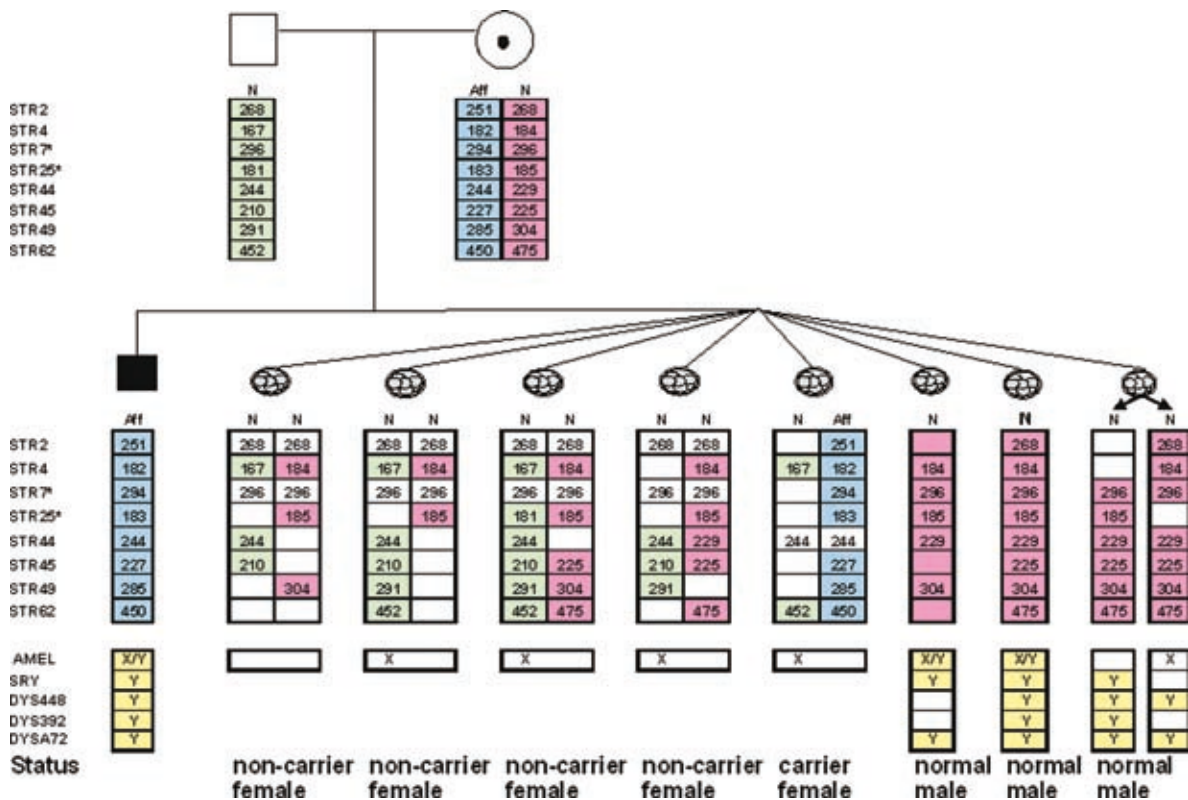 N Aff N
STR2 268 251 268
STR4 167 182 184
STR7* 296 294 296
STR25* 181 183 185
STR44 244 244 229
STR45 210 227 225
STR49 291 285 304
STR62 452 450 475
Aff N N N N N N N N N Aff N N N N
STR2 251 268 268 268 268 268 268 268 268 251 268 268
STR4 182 167 184 167 184 167 184 184 167 182 184 184 184
STR7* 294 296 296 296 296 296 296 296 296 294 296 296 296 296
STR25* 183 185 185 181 185 185 183 185 185 185
STR44 244 244 244 244 244 229 244 244 229 229 229 229
STR45 227 210 210 210 225 210 225 227 225 225 225
STR49 285 304 291 291 304 291 285 304 304 304 304
STR62 450 452 452 475 475 452 450 475 475 475
AMEL X/Y X X X X X/Y X/Y X
SRY Y Y Y Y
DYS448 Y Y Y Y
DYS392 Y Y Y
DYSA72 Y Y Y Y Y
Status non-carrier non-carrier non-carrier non-carrier carrier normal normal normal
female female female female female male male male